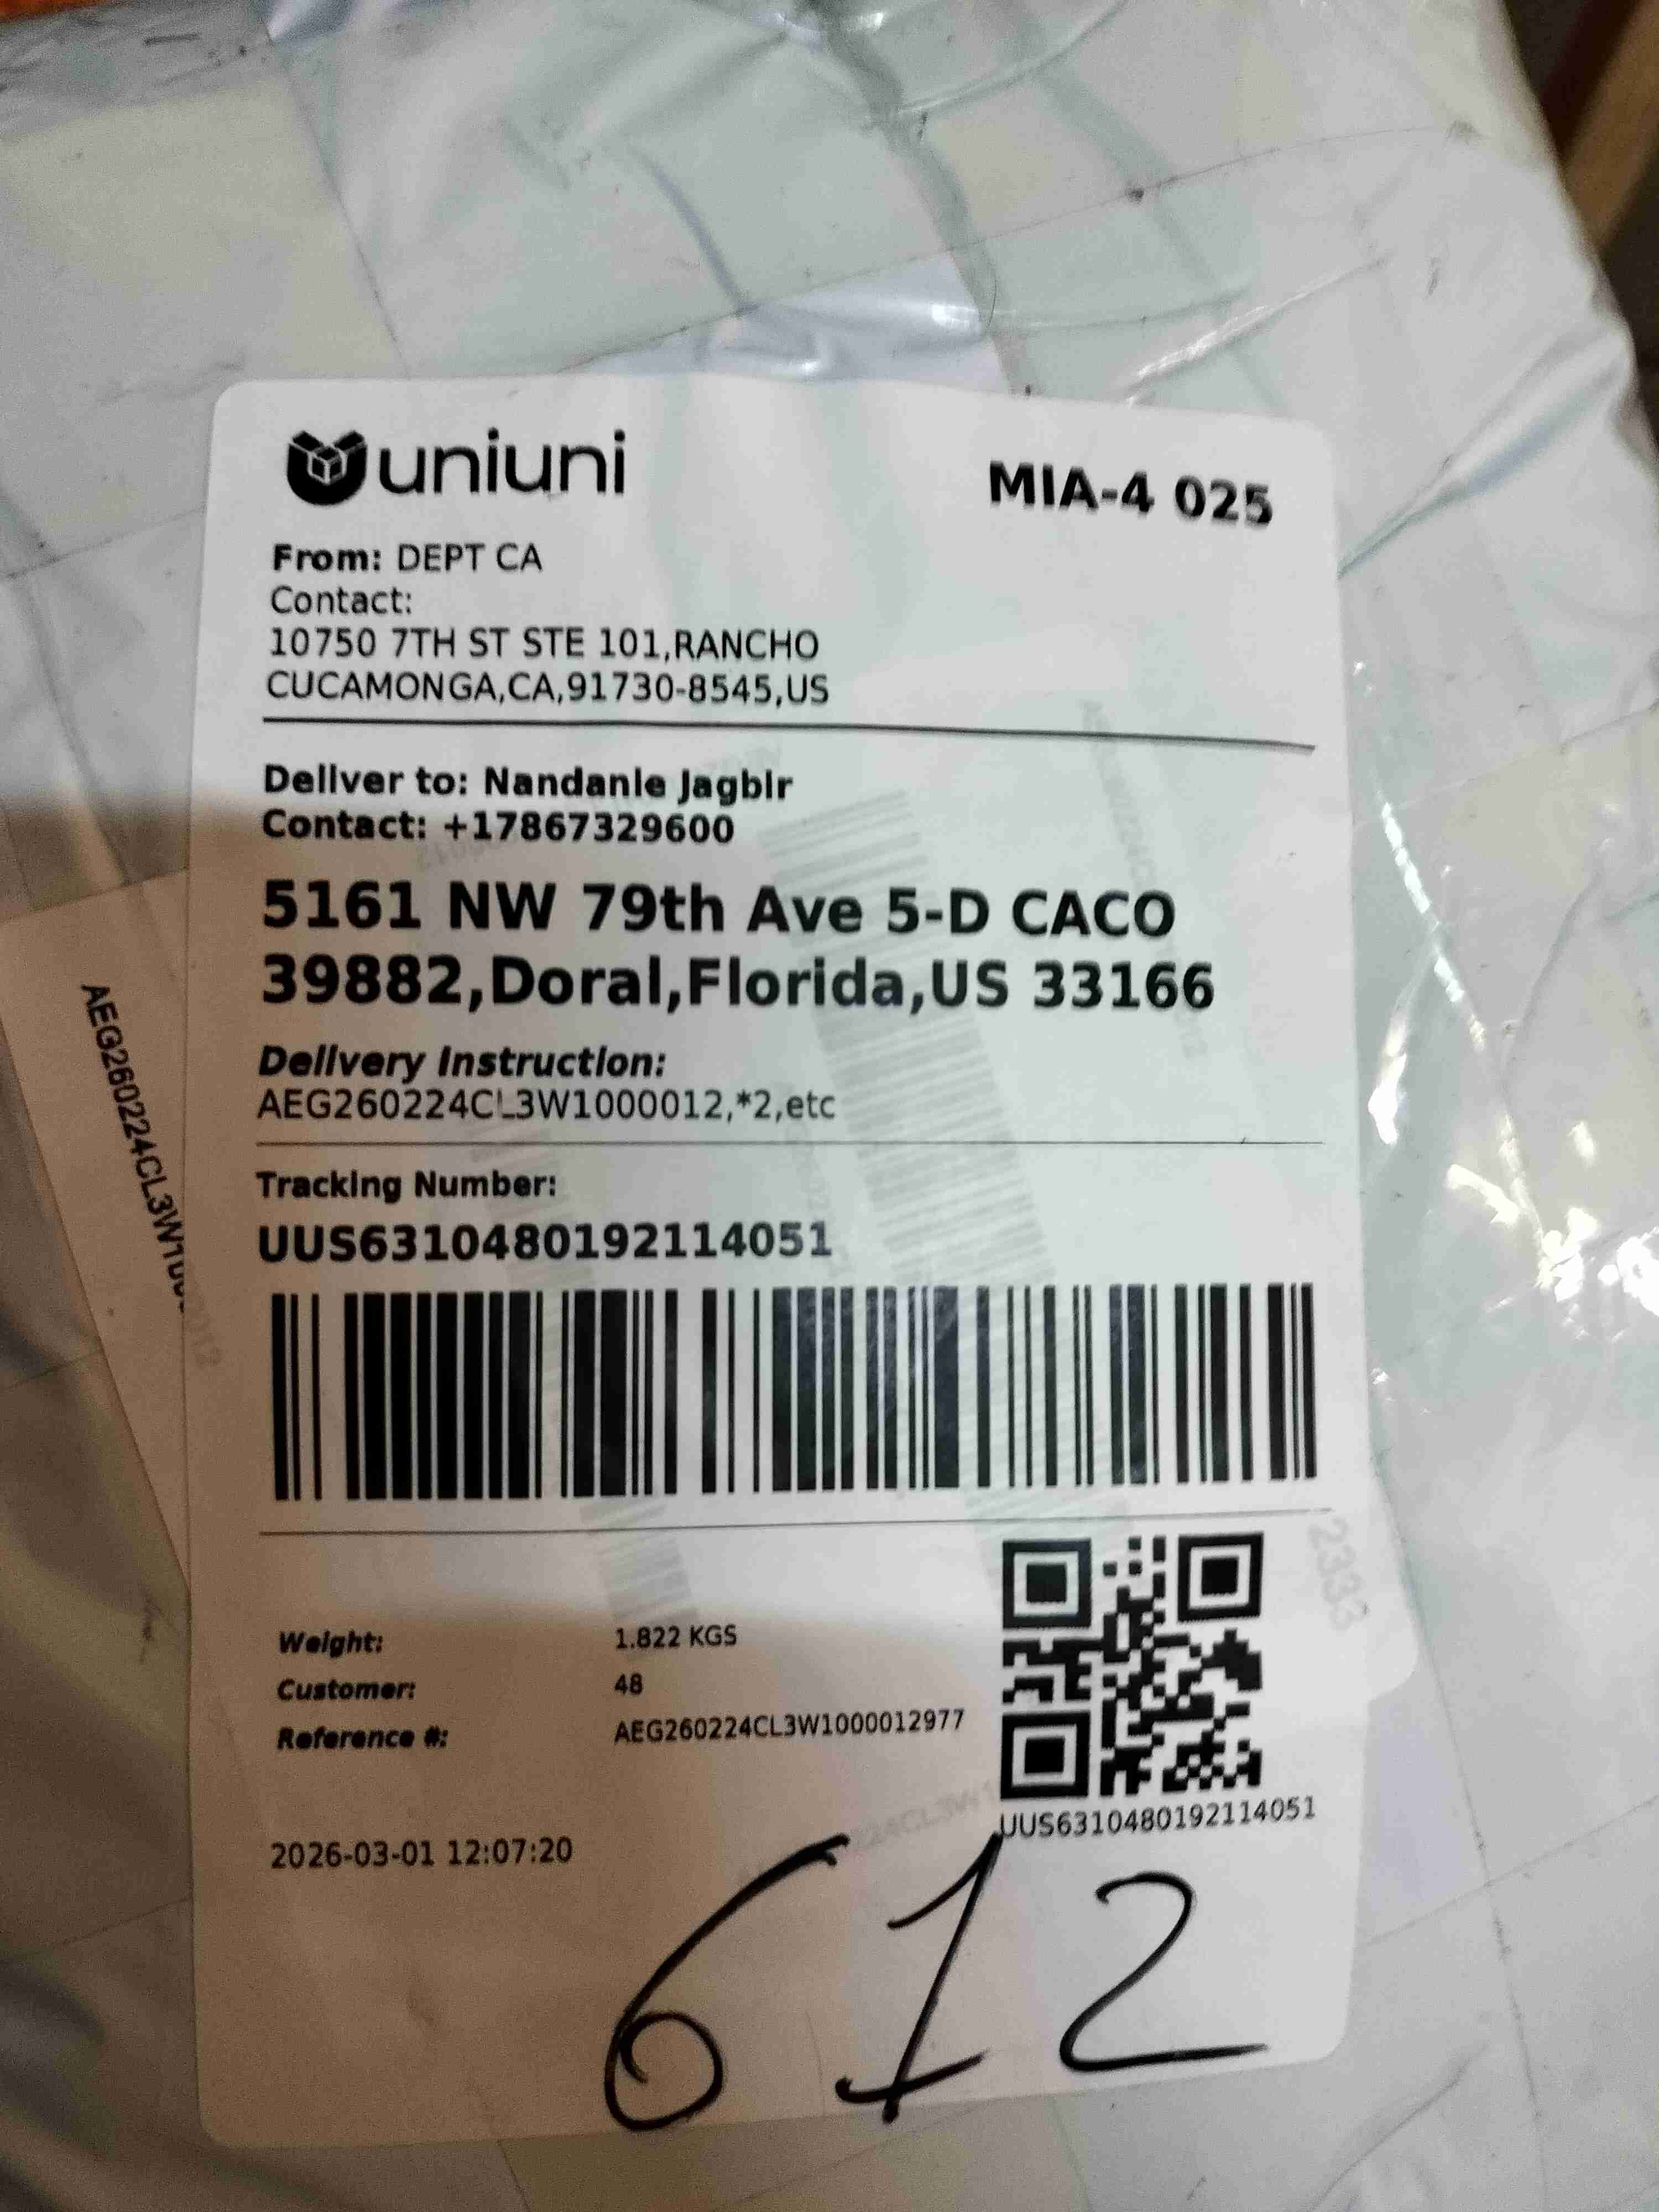 uniuni
MIA-4 025
From: DEPT CA
Contact:
10750 7TH ST STE 101,RANCHO
CUCAMONGA,CA,91730-8545,US
Deliver to: Nandanie Jagbir
Contact: +17867329600
5161 NW 79th Ave 5-D CACO
39882,Doral,Florida,US 33166
Delivery Instruction:
AEG260224CL3W1000012,*2,etc
Tracking Number:
UUS6310480192114051
Weight: 1.822 KGS
Customer: 48
Reference #: AEG260224CL3W1000012977
UUS6310480192114051
2026-03-01 12:07:20
612
AEG260224CL3W1000012
2333